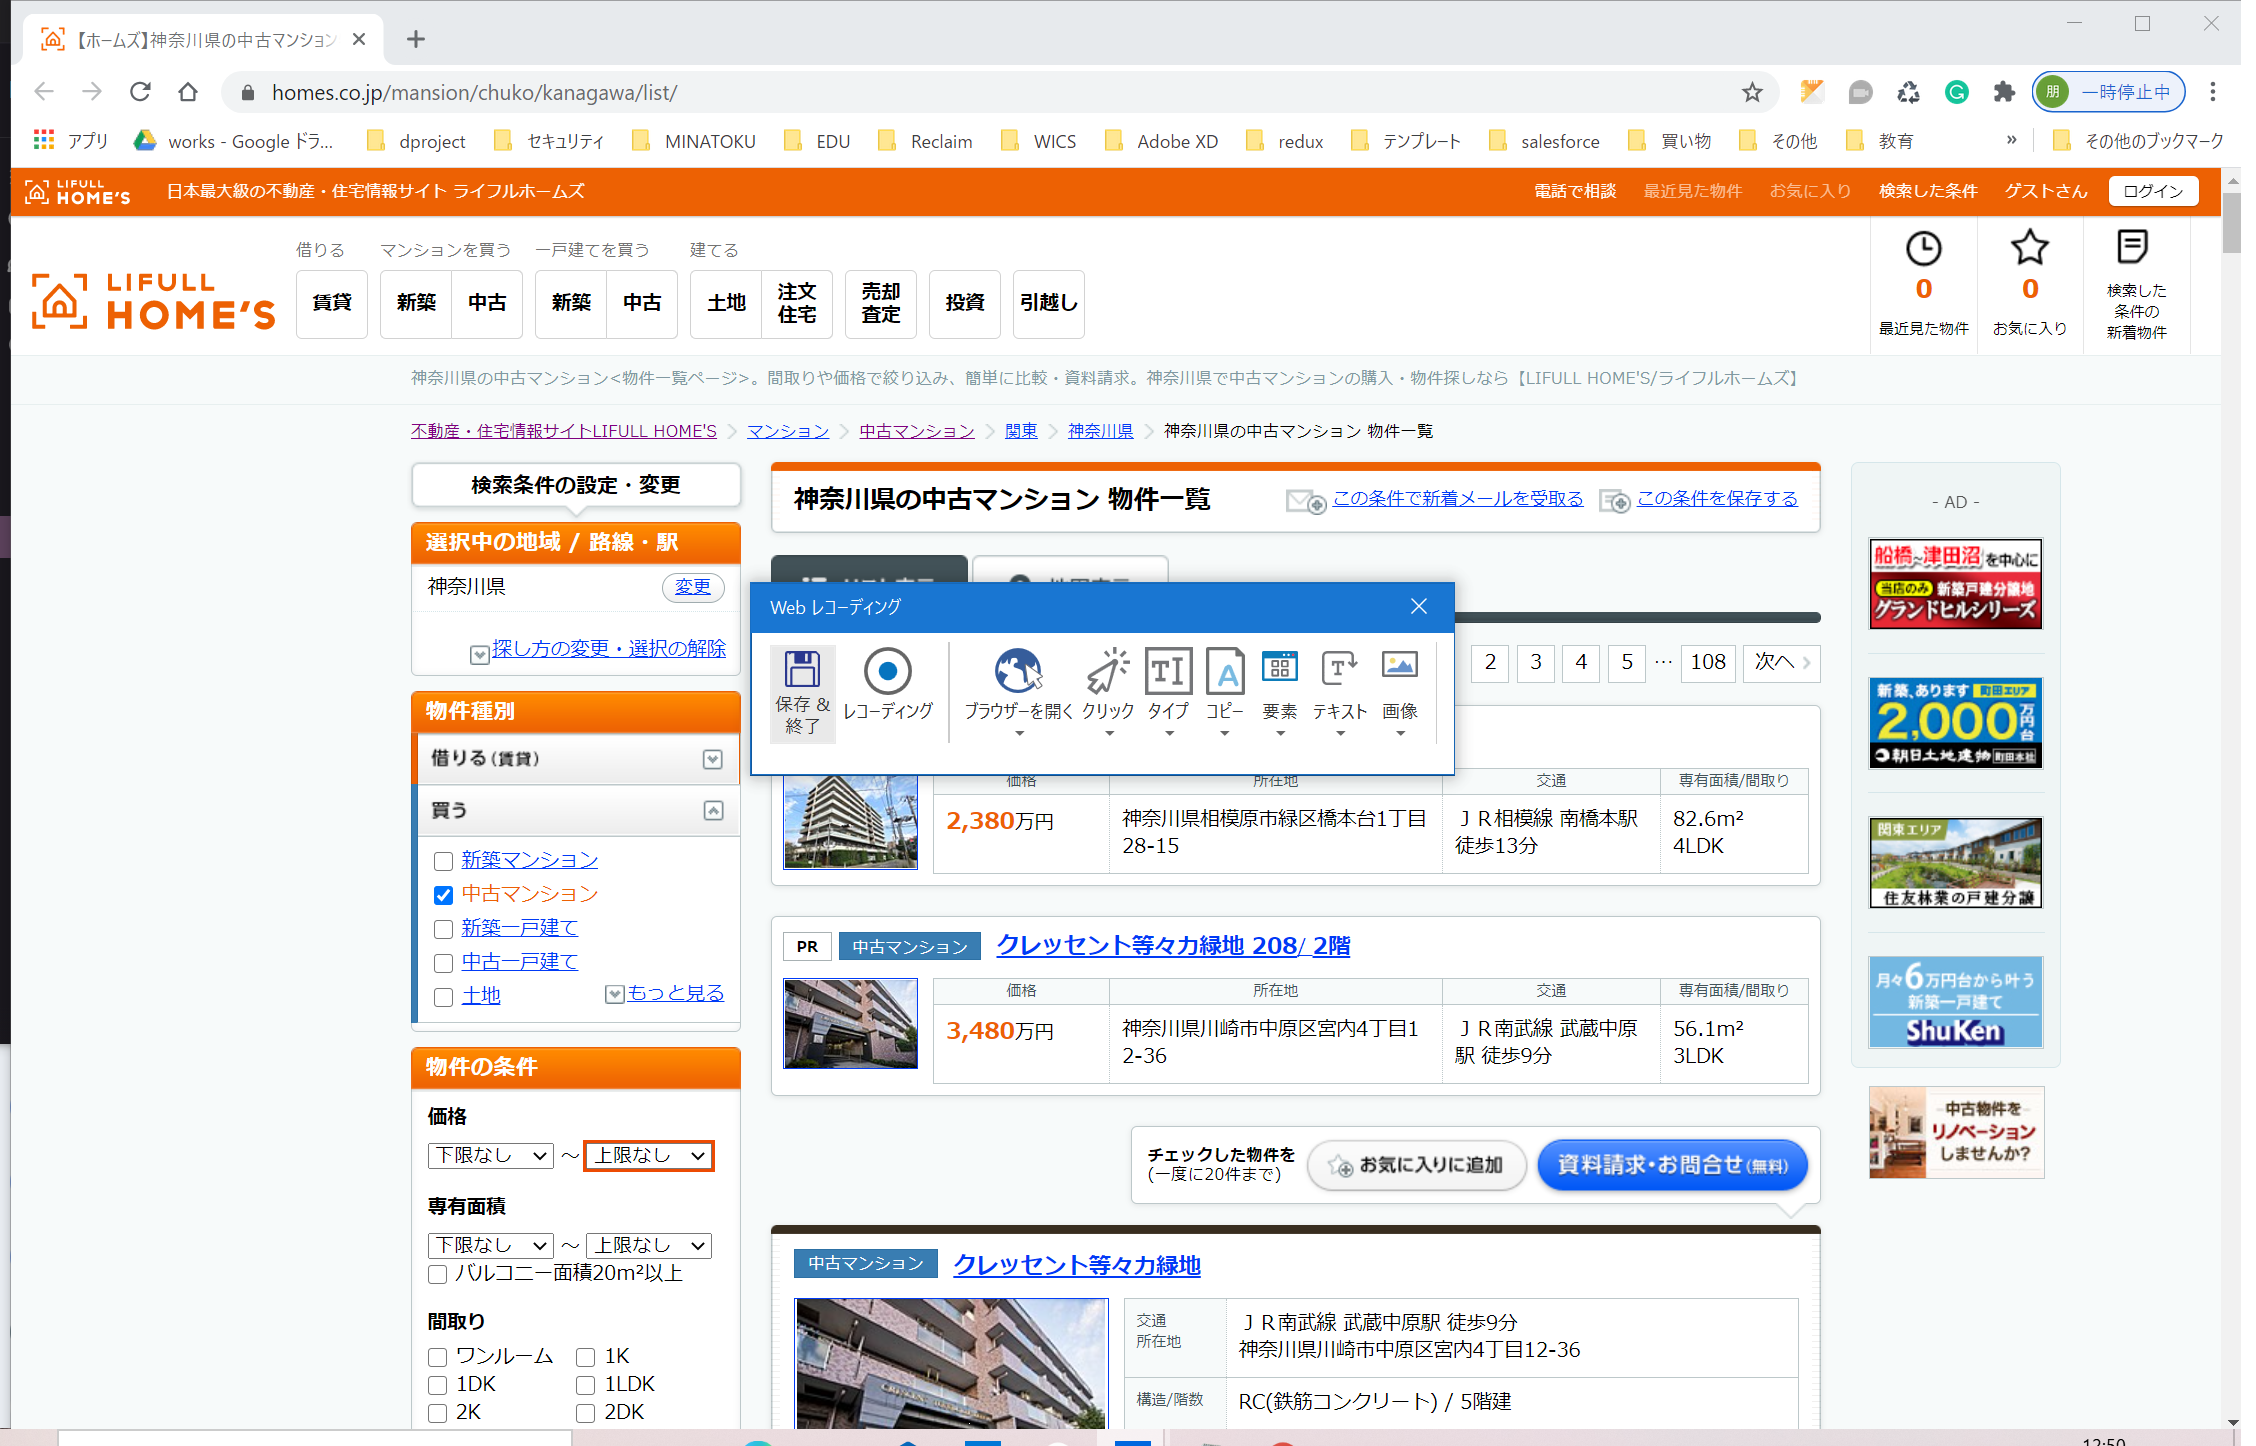 【ホームズ】神奈川県の中古マンション
homes.co.jp/mansion/chuko/kanagawa/list/
朋 一時停止中
アプリ works - Google ドラ... dproject セキュリティ MINATOKU EDU Reclaim WICS Adobe XD redux テンプレート salesforce 買い物 その他 教育 » その他のブックマーク
LIFULL HOME'S 日本最大級の不動産・住宅情報サイト ライフルホームズ 電話で相談 最近見た物件 お気に入り 検索した条件 ゲストさん ログイン
借りる マンションを買う 一戸建てを買う 建てる
LIFULL HOME'S
賃貸 新築 中古 新築 中古 土地 注文住宅 売却査定 投資 引越し
0 最近見た物件
0 お気に入り
検索した
条件の
新着物件
神奈川県の中古マンション<物件一覧ページ>。間取りや価格で絞り込み、簡単に比較・資料請求。神奈川県で中古マンションの購入・物件探しなら【LIFULL HOME'S/ライフルホームズ】
不動産・住宅情報サイトLIFULL HOME'S マンション 中古マンション 関東 神奈川県 神奈川県の中古マンション 物件一覧
検索条件の設定・変更
選択中の地域 / 路線・駅
神奈川県 変更
探し方の変更・選択の解除
物件種別
借りる(賃貸)
買う
新築マンション
中古マンション
新築一戸建て
中古一戸建て
土地 もっと見る
物件の条件
価格
下限なし ～ 上限なし
専有面積
下限なし ～ 上限なし
バルコニー面積20m²以上
間取り
ワンルーム 1K
1DK 1LDK
2K 2DK
神奈川県の中古マンション 物件一覧 この条件で新着メールを受取る この条件を保存する
Web レコーディング
保存 & 終了 レコーディング ブラウザーを開く クリック タイプ コピー 要素 テキスト 画像
2 3 4 5 … 108 次へ
価格 所在地 交通 専有面積/間取り
2,380万円 神奈川県相模原市緑区橋本台1丁目28-15 ＪＲ相模線 南橋本駅 徒歩13分 82.6m² 4LDK
PR 中古マンション クレッセント等々力緑地 208/ 2階
価格 所在地 交通 専有面積/間取り
3,480万円 神奈川県川崎市中原区宮内4丁目12-36 ＪＲ南武線 武蔵中原駅 徒歩9分 56.1m² 3LDK
チェックした物件を
(一度に20件まで)
お気に入りに追加 資料請求・お問合せ(無料)
中古マンション クレッセント等々力緑地
交通 ＪＲ南武線 武蔵中原駅 徒歩9分
所在地 神奈川県川崎市中原区宮内4丁目12-36
構造/階数 RC(鉄筋コンクリート) / 5階建
- AD -
船橋~津田沼を中心に
当店のみ 新築戸建分譲地
グランドヒルシリーズ
新築、あります 町田エリア
2,000万円台
朝日土地建物 町田本社
関東エリア
住友林業の戸建分譲
月々6万円台から叶う
新築一戸建て
ShuKen
中古物件を
リノベーション
しませんか?
12:50